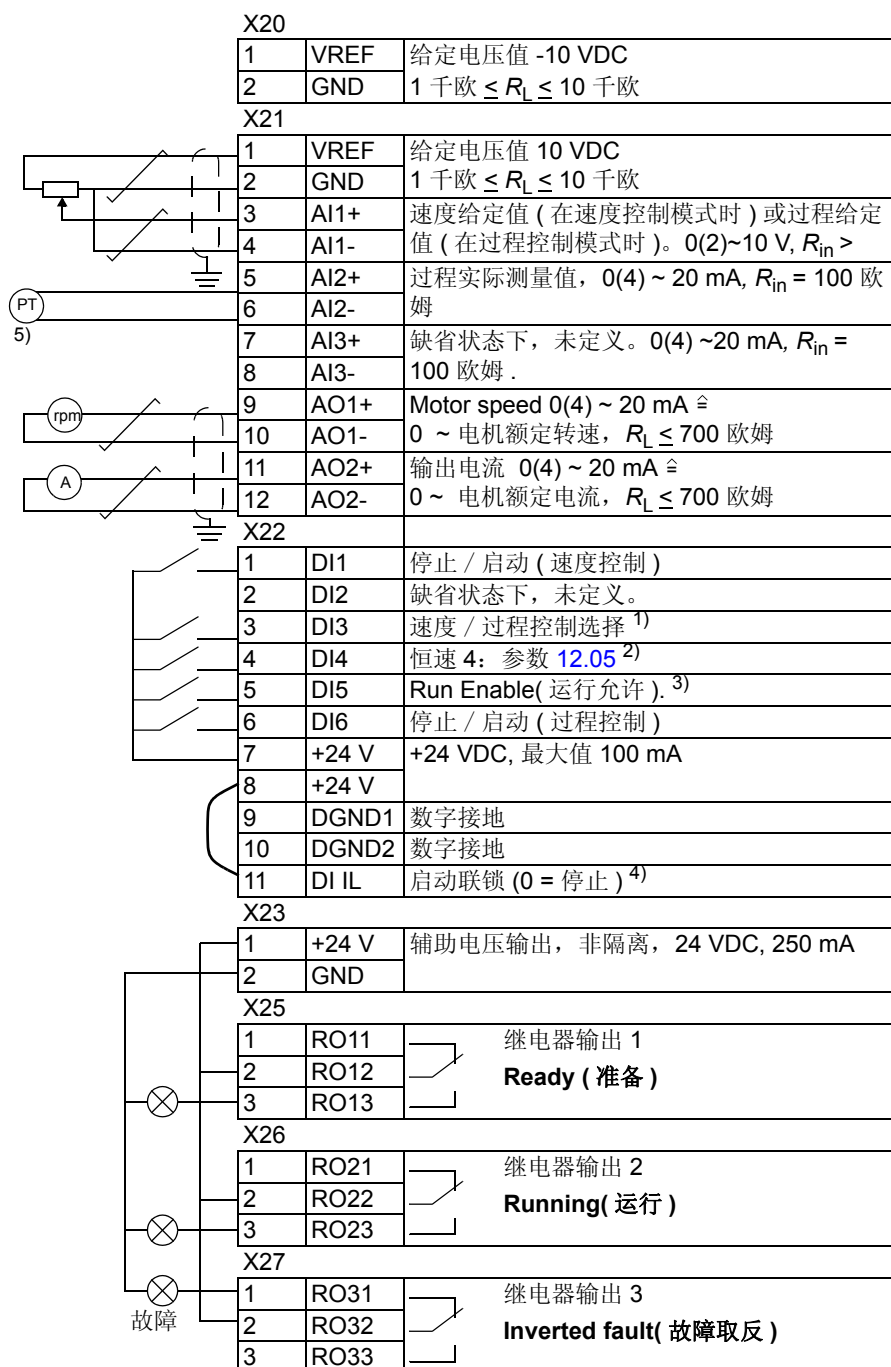 X20
1 VREF 给定电压值 -10 VDC
2 GND 1 千欧 ≤ RL ≤ 10 千欧
X21
1 VREF 给定电压值 10 VDC
2 GND 1 千欧 ≤ RL ≤ 10 千欧
3 AI1+ 速度给定值 ( 在速度控制模式时 ) 或过程给定
4 AI1- 值 ( 在过程控制模式时 )。0(2)~10 V, Rin >
5 AI2+ 过程实际测量值，0(4) ~ 20 mA, Rin = 100 欧
PT 6 AI2- 姆
5) 7 AI3+ 缺省状态下，未定义。0(4) ~20 mA, Rin =
8 AI3- 100 欧姆 .
rpm 9 AO1+ Motor speed 0(4) ~ 20 mA ≙
10 AO1- 0 ~ 电机额定转速，RL ≤ 700 欧姆
A 11 AO2+ 输出电流 0(4) ~ 20 mA ≙
12 AO2- 0 ~ 电机额定电流，RL ≤ 700 欧姆
X22
1 DI1 停止 / 启动 ( 速度控制 )
2 DI2 缺省状态下，未定义。
3 DI3 速度 / 过程控制选择 1)
4 DI4 恒速 4：参数 12.05 2)
5 DI5 Run Enable( 运行允许 ). 3)
6 DI6 停止 / 启动 ( 过程控制 )
7 +24 V +24 VDC, 最大值 100 mA
8 +24 V
9 DGND1 数字接地
10 DGND2 数字接地
11 DI IL 启动联锁 (0 = 停止 ) 4)
X23
1 +24 V 辅助电压输出，非隔离，24 VDC, 250 mA
2 GND
X25
1 RO11 继电器输出 1
2 RO12 Ready ( 准备 )
3 RO13
X26
1 RO21 继电器输出 2
2 RO22 Running( 运行 )
3 RO23
X27
1 RO31 继电器输出 3
故障 2 RO32 Inverted fault( 故障取反 )
3 RO33